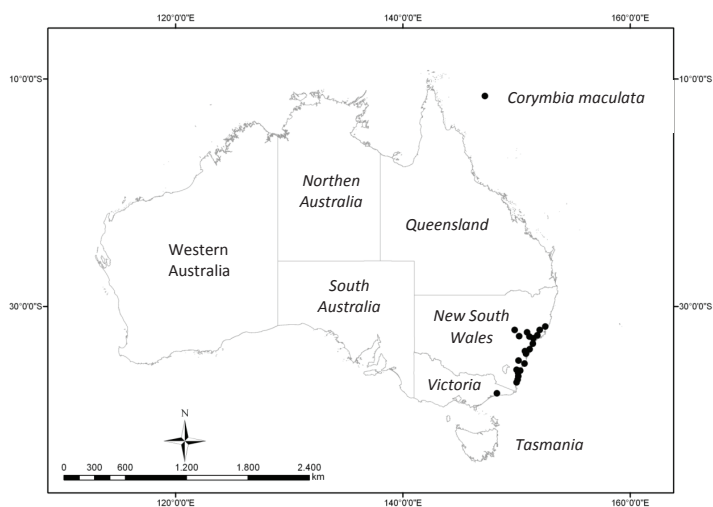 120°0'0"E
140°0'0"E
160°0'0"E
10°0'0"S
10°0'0"S
Corymbia maculata
Northen
Australia
Queensland
Western
Australia
South
Australia
30°0'0"S
30°0'0"S
New South
Wales
Victoria
Tasmania
N
0 300 600 1.200 1.800 2.400
km
120°0'0"E
140°0'0"E
160°0'0"E